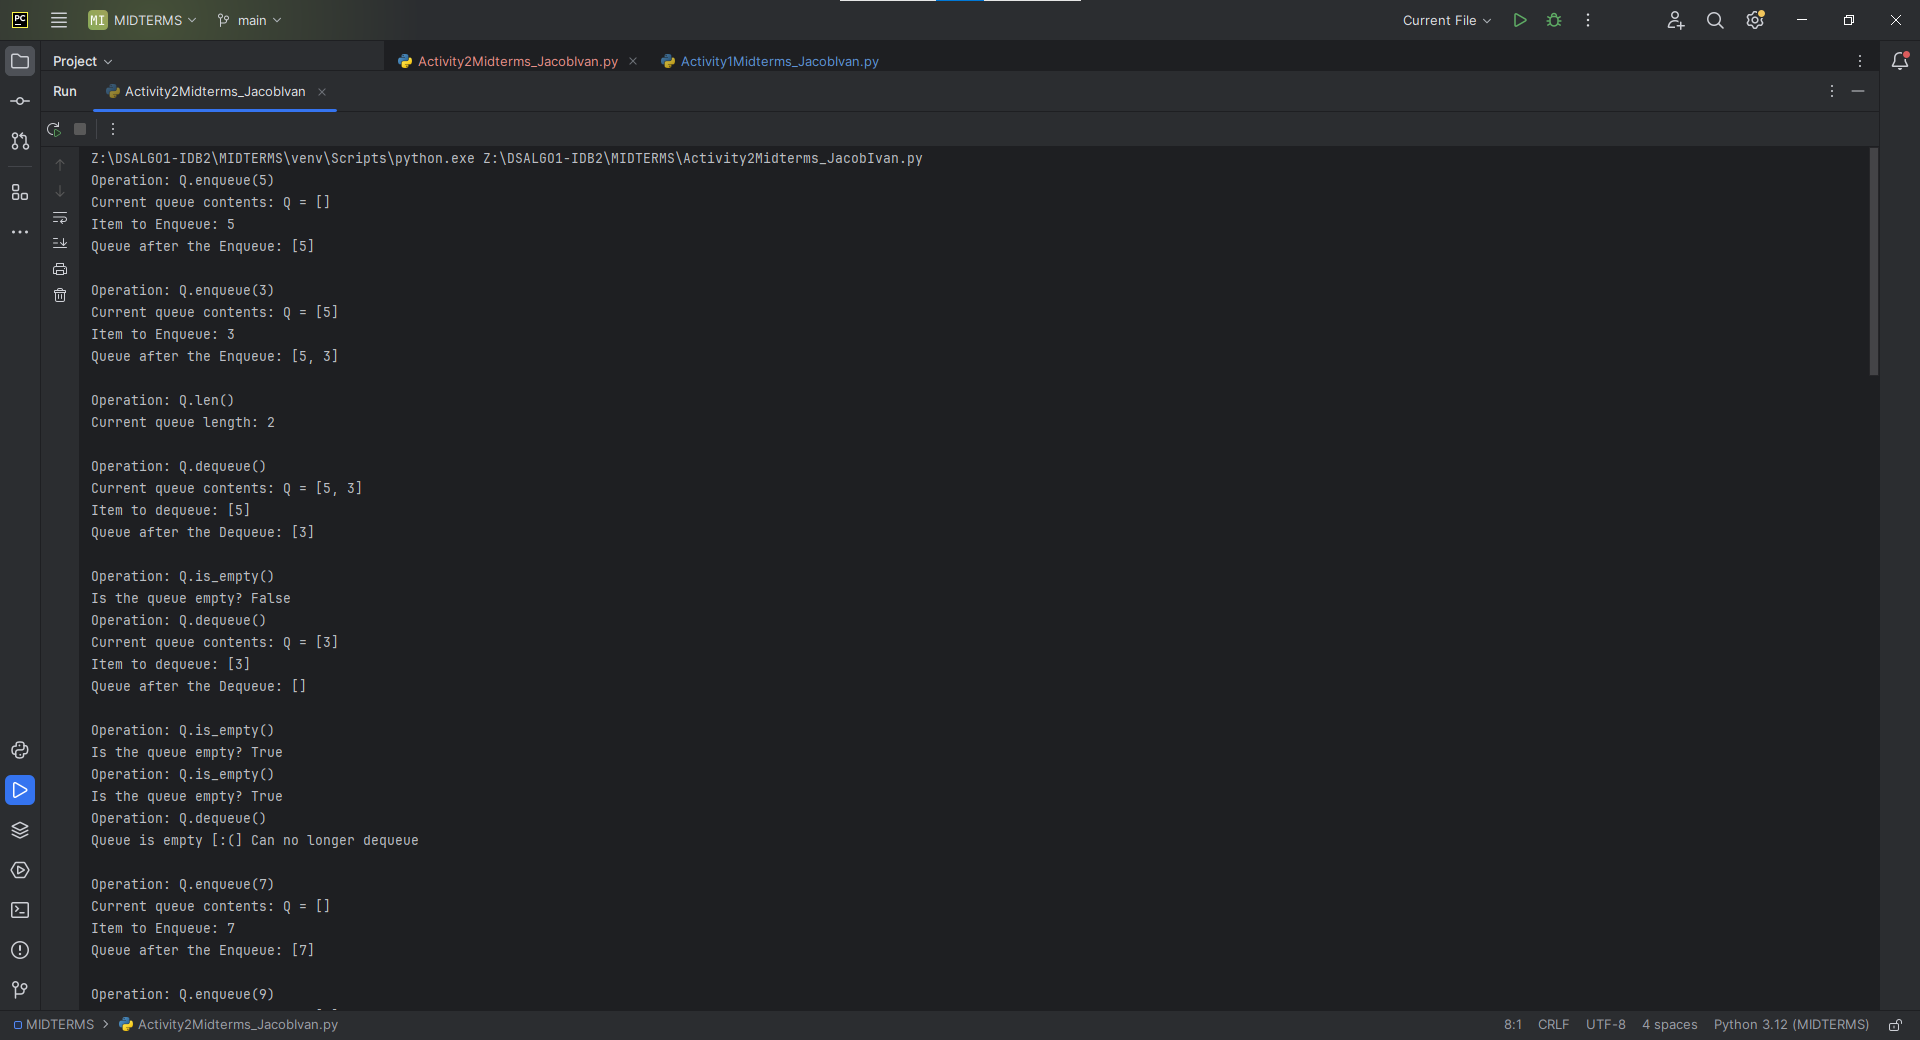 PC
MI MIDTERMS main Current File
Project Activity2Midterms_JacobIvan.py Activity1Midterms_JacobIvan.py
Run Activity2Midterms_JacobIvan
Z:\DSALGO1-IDB2\MIDTERMS\venv\Scripts\python.exe Z:\DSALGO1-IDB2\MIDTERMS\Activity2Midterms_JacobIvan.py
Operation: Q.enqueue(5)
Current queue contents: Q = []
Item to Enqueue: 5
Queue after the Enqueue: [5]
Operation: Q.enqueue(3)
Current queue contents: Q = [5]
Item to Enqueue: 3
Queue after the Enqueue: [5, 3]
Operation: Q.len()
Current queue length: 2
Operation: Q.dequeue()
Current queue contents: Q = [5, 3]
Item to dequeue: [5]
Queue after the Dequeue: [3]
Operation: Q.is_empty()
Is the queue empty? False
Operation: Q.dequeue()
Current queue contents: Q = [3]
Item to dequeue: [3]
Queue after the Dequeue: []
Operation: Q.is_empty()
Is the queue empty? True
Operation: Q.is_empty()
Is the queue empty? True
Operation: Q.dequeue()
Queue is empty [:(] Can no longer dequeue
Operation: Q.enqueue(7)
Current queue contents: Q = []
Item to Enqueue: 7
Queue after the Enqueue: [7]
Operation: Q.enqueue(9)
MIDTERMS > Activity2Midterms_JacobIvan.py 8:1 CRLF UTF-8 4 spaces Python 3.12 (MIDTERMS)